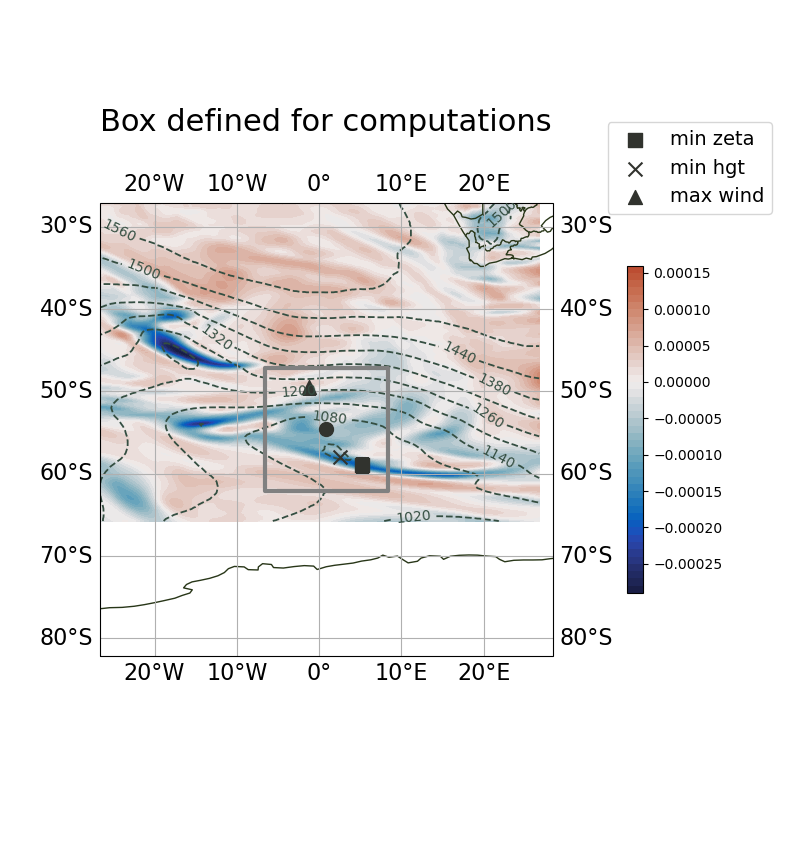 Box defined for computations
min zeta
min hgt
max wind
20°W 10°W 0° 10°E 20°E
30°S 30°S
40°S 40°S
50°S 50°S
60°S 60°S
70°S 70°S
80°S 80°S
20°W 10°W 0° 10°E 20°E
1560
1500
1500
1320
1440
1380
1260
1200
1080
1140
1020
0.00015
0.00010
0.00005
0.00000
−0.00005
−0.00010
−0.00015
−0.00020
−0.00025